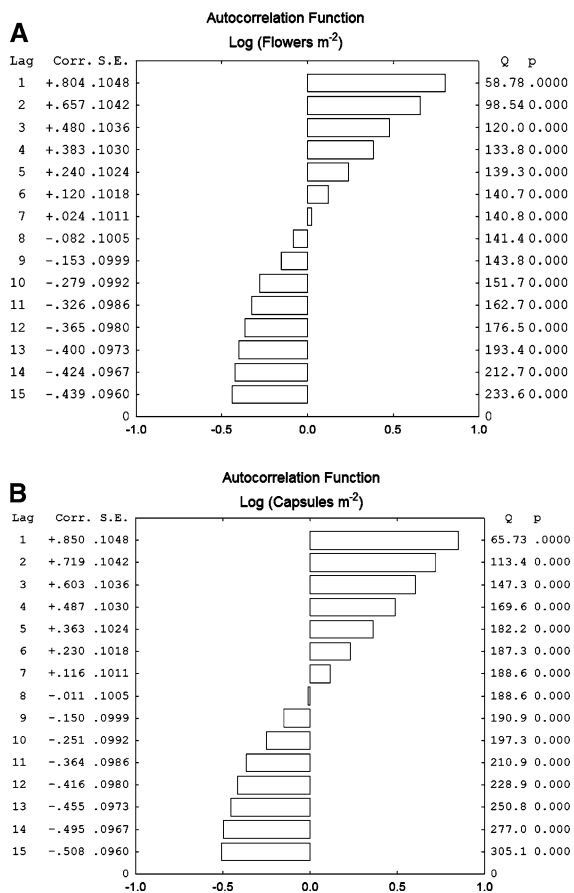 A
Autocorrelation Function
Log (Flowers m-2)
Lag Corr. S.E. Q p
1 +.804 .1048 58.78 .0000
2 +.657 .1042 98.54 0.000
3 +.480 .1036 120.0 0.000
4 +.383 .1030 133.8 0.000
5 +.240 .1024 139.3 0.000
6 +.120 .1018 140.7 0.000
7 +.024 .1011 140.8 0.000
8 -.082 .1005 141.4 0.000
9 -.153 .0999 143.8 0.000
10 -.279 .0992 151.7 0.000
11 -.326 .0986 162.7 0.000
12 -.365 .0980 176.5 0.000
13 -.400 .0973 193.4 0.000
14 -.424 .0967 212.7 0.000
15 -.439 .0960 233.6 0.000
0 0
-1.0 -0.5 0.0 0.5 1.0
B
Autocorrelation Function
Log (Capsules m-2)
Lag Corr. S.E. Q p
1 +.850 .1048 65.73 .0000
2 +.719 .1042 113.4 0.000
3 +.603 .1036 147.3 0.000
4 +.487 .1030 169.6 0.000
5 +.363 .1024 182.2 0.000
6 +.230 .1018 187.3 0.000
7 +.116 .1011 188.6 0.000
8 -.011 .1005 188.6 0.000
9 -.150 .0999 190.9 0.000
10 -.251 .0992 197.3 0.000
11 -.364 .0986 210.9 0.000
12 -.416 .0980 228.9 0.000
13 -.455 .0973 250.8 0.000
14 -.495 .0967 277.0 0.000
15 -.508 .0960 305.1 0.000
0 0
-1.0 -0.5 0.0 0.5 1.0